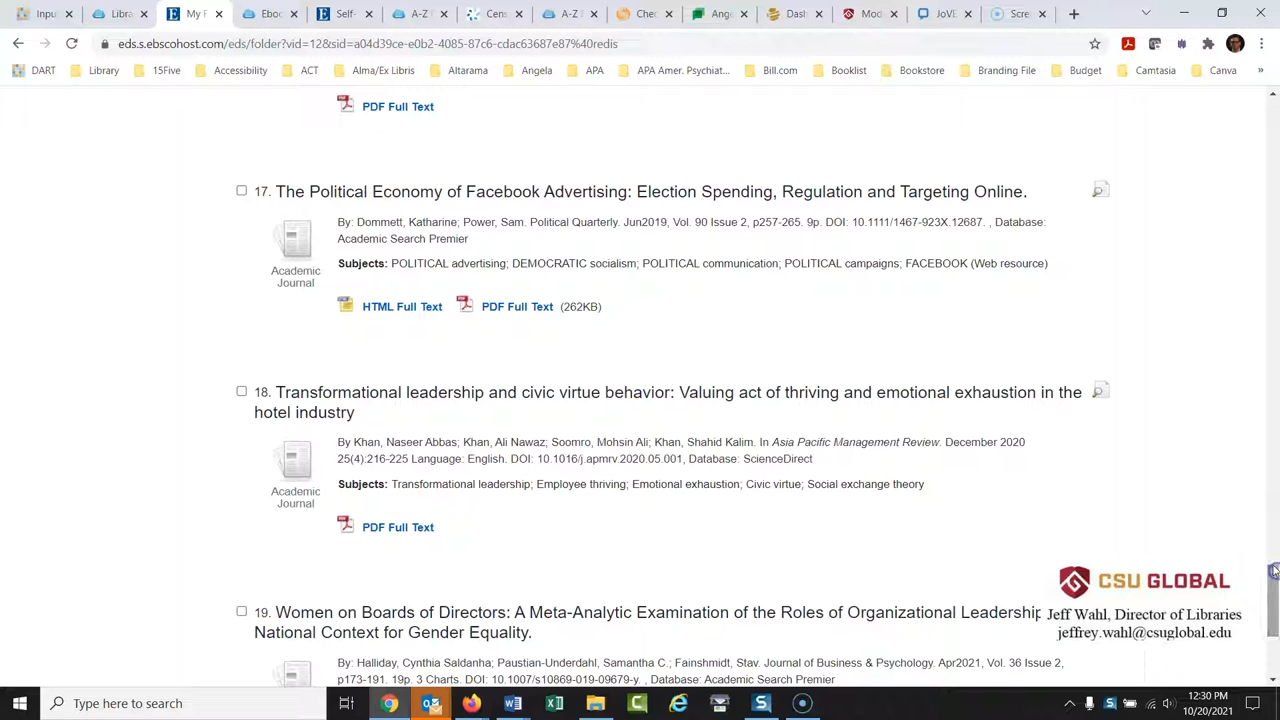 Inpu
Libra
My F
Eboo
Self-
A-Z
Cens
A-Z D
Chec
Ange
Dash
Mod
JoVE
Scre
eds.s.ebscohost.com/eds/folder?vid=12&sid=a04d39ce-e0b2-4085-87c6-cdac63687e87%40redis
DART Library 15Five Accessibility ACT Alma/Ex Libris Altarama Angela APA APA Amer. Psychiat... Bill.com Booklist Bookstore Branding File Budget Camtasia Canva »
PDF Full Text
17. The Political Economy of Facebook Advertising: Election Spending, Regulation and Targeting Online.
By: Dommett, Katharine; Power, Sam. Political Quarterly. Jun2019, Vol. 90 Issue 2, p257-265. 9p. DOI: 10.1111/1467-923X.12687. , Database:
Academic Search Premier
Academic
Journal
Subjects: POLITICAL advertising; DEMOCRATIC socialism; POLITICAL communication; POLITICAL campaigns; FACEBOOK (Web resource)
HTML Full Text PDF Full Text (262KB)
18. Transformational leadership and civic virtue behavior: Valuing act of thriving and emotional exhaustion in the
hotel industry
By Khan, Naseer Abbas; Khan, Ali Nawaz; Soomro, Mohsin Ali; Khan, Shahid Kalim. In Asia Pacific Management Review. December 2020
25(4):216-225 Language: English. DOI: 10.1016/j.apmrv.2020.05.001, Database: ScienceDirect
Academic
Journal
Subjects: Transformational leadership; Employee thriving; Emotional exhaustion; Civic virtue; Social exchange theory
PDF Full Text
19. Women on Boards of Directors: A Meta-Analytic Examination of the Roles of Organizational Leadership
National Context for Gender Equality.
By: Halliday, Cynthia Saldanha; Paustian-Underdahl, Samantha C.; Fainshmidt, Stav. Journal of Business & Psychology. Apr2021, Vol. 36 Issue 2,
p173-191. 19p. 3 Charts. DOI: 10.1007/s10869-019-09679-y. , Database: Academic Search Premier
CSU GLOBAL
Jeff Wahl, Director of Libraries
jeffrey.wahl@csuglobal.edu
Type here to search
12:30 PM
10/20/2021